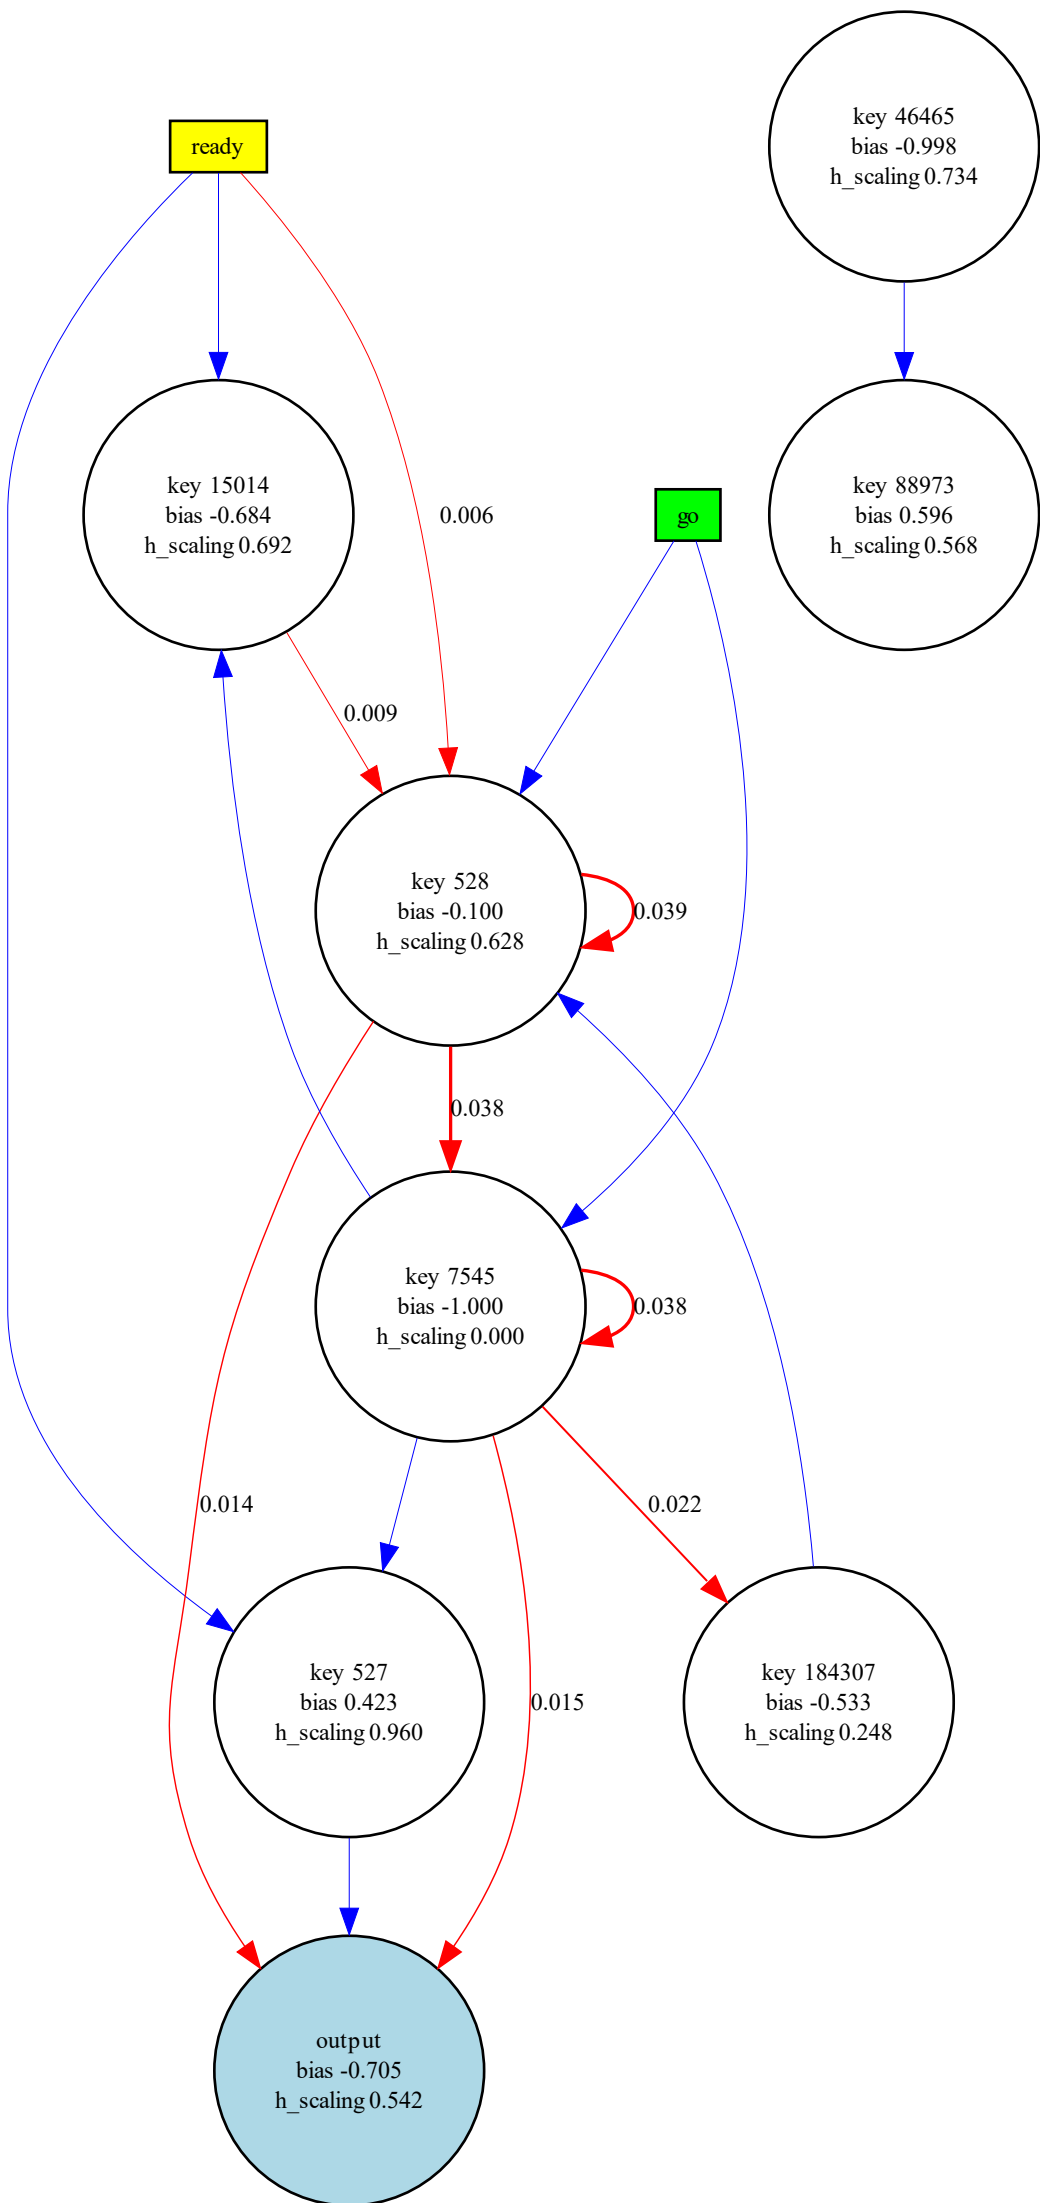 key 46465
bias -0.998
h_scaling 0.734
ready
key 15014
bias -0.684
h_scaling 0.692
0.006
go
key 88973
bias 0.596
h_scaling 0.568
0.009
key 528
bias -0.100
h_scaling 0.628
0.039
0.038
key 7545
bias -1.000
h_scaling 0.000
0.038
0.014
0.022
key 527
bias 0.423
h_scaling 0.960
0.015
key 184307
bias -0.533
h_scaling 0.248
output
bias -0.705
h_scaling 0.542